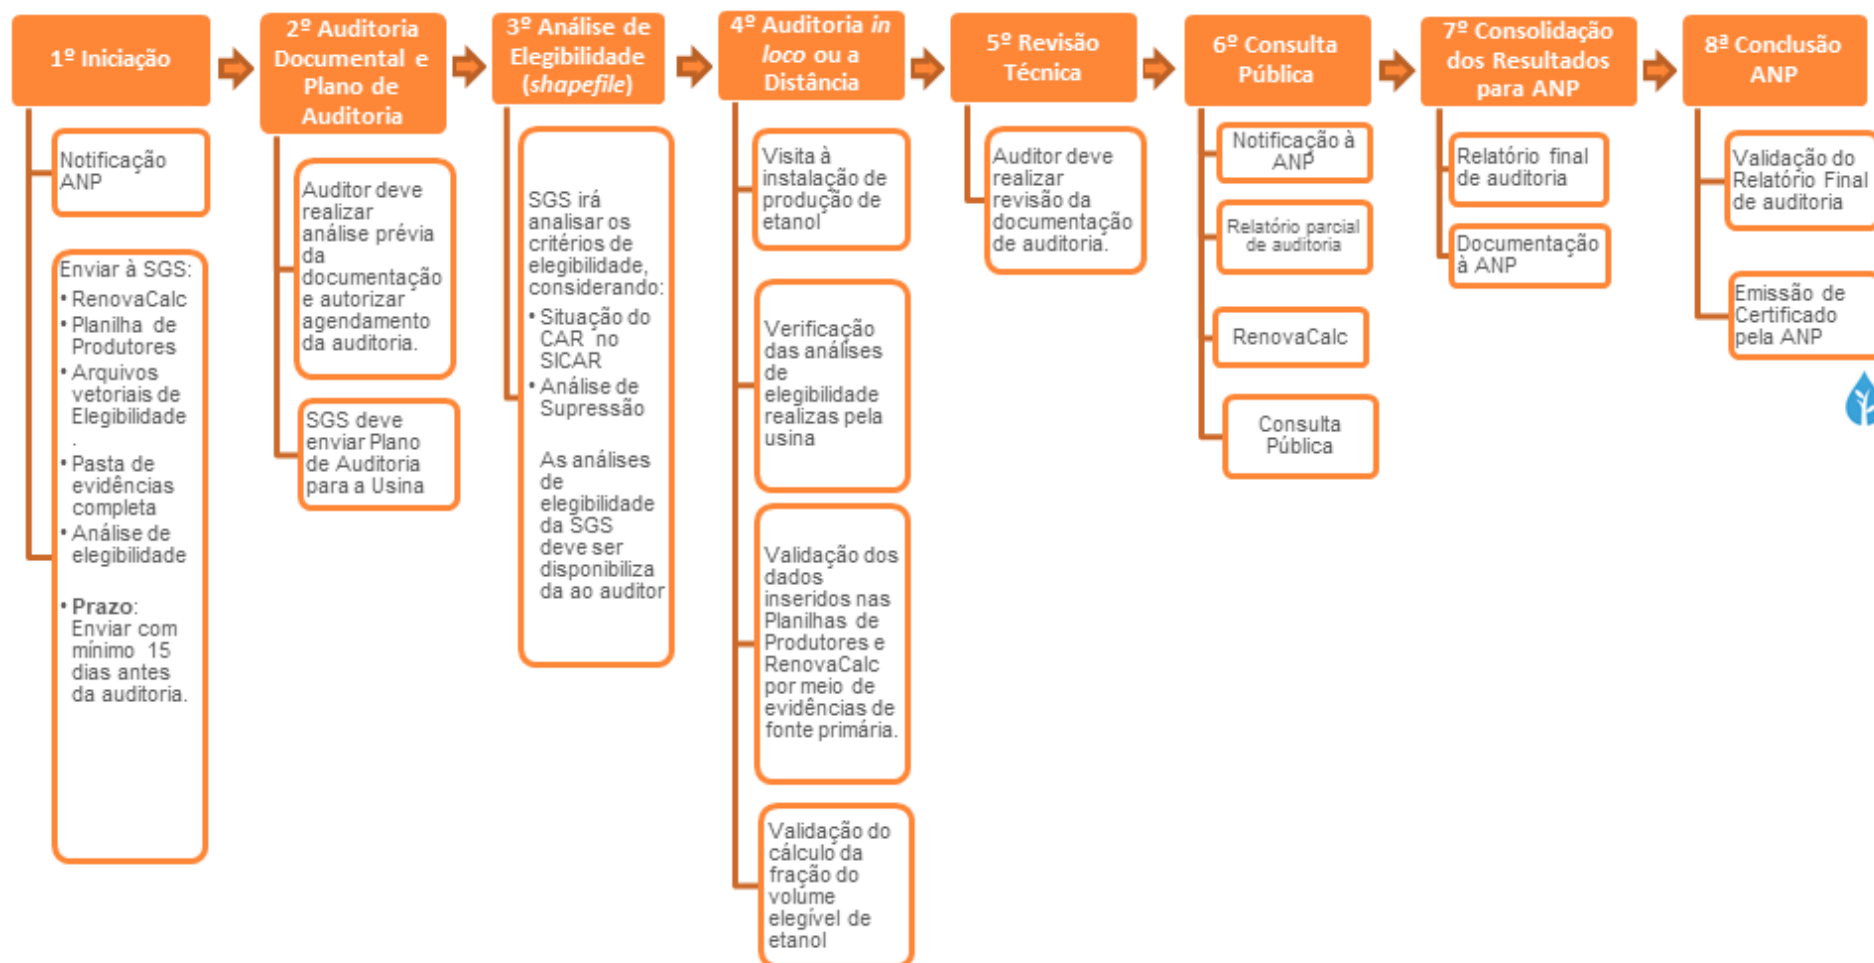 1º Iniciação
Notificação
ANP
Enviar à SGS:
• RenovaCalc
• Planilha de
Produtores
• Arquivos
vetoriais de
Elegibilidade
.
• Pasta de
evidências
completa
• Análise de
elegibilidade
• Prazo:
Enviar com
mínimo 15
dias antes
da auditoria.
2º Auditoria
Documental e
Plano de
Auditoria
Auditor deve
realizar
análise prévia
da
documentação
e autorizar
agendamento
da auditoria.
SGS deve
enviar Plano
de Auditoria
para a Usina
3º Análise de
Elegibilidade
(shapefile)
SGS irá
analisar os
critérios de
elegibilidade,
considerando:
• Situação do
CAR no
SICAR
• Análise de
Supressão
As análises
de
elegibilidade
da SGS
deve ser
disponibiliza
da ao auditor
4º Auditoria in
loco ou a
Distância
Visita à
instalação de
produção de
etanol
Verificação
das análises
de
elegibilidade
realizas pela
usina
Validação dos
dados
inseridos nas
Planilhas de
Produtores e
RenovaCalc
por meio de
evidências de
fonte primária.
Validação do
cálculo da
fração do
volume
elegível de
etanol
5º Revisão
Técnica
Auditor deve
realizar
revisão da
documentação
de auditoria.
6º Consulta
Pública
Notificação à
ANP
Relatório parcial
de auditoria
RenovaCalc
Consulta
Pública
7º Consolidação
dos Resultados
para ANP
Relatório final
de auditoria
Documentação
à ANP
8ª Conclusão
ANP
Validação do
Relatório Final
de auditoria
Emissão de
Certificado
pela ANP